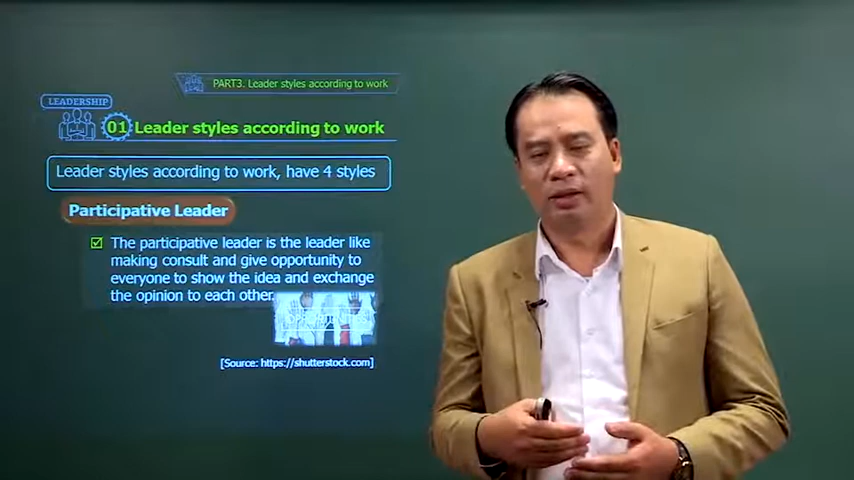 PART3. Leader styles according to work
LEADERSHIP
01 Leader styles according to work
Leader styles according to work, have 4 styles
Participative Leader
The participative leader is the leader like
making consult and give opportunity to
everyone to show the idea and exchange
the opinion to each other.
OPPORTUNITIES
[Source: https://shutterstock.com]